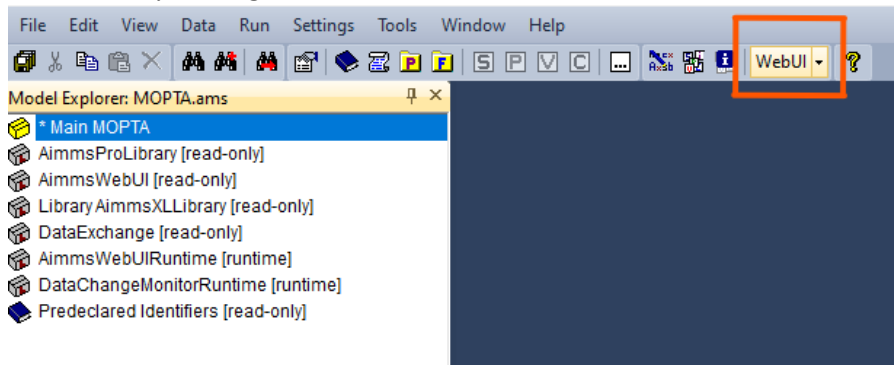 File Edit View Data Run Settings Tools Window Help
S P V C ... WebUI ?
Model Explorer: MOPTA.ams
* Main MOPTA
AimmsProLibrary [read-only]
AimmsWebUI [read-only]
Library AimmsXLLibrary [read-only]
DataExchange [read-only]
AimmsWebUIRuntime [runtime]
DataChangeMonitorRuntime [runtime]
Predeclared Identifiers [read-only]